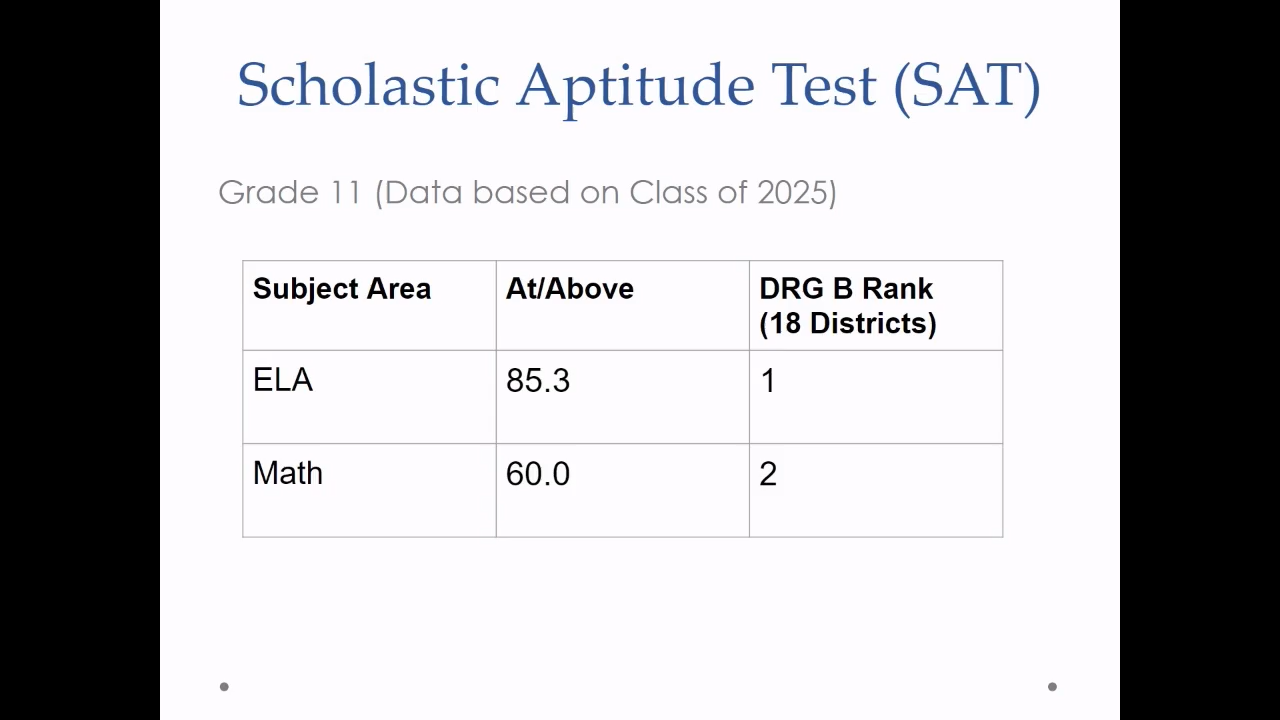 Scholastic Aptitude Test (SAT)
Grade 11 (Data based on Class of 2025)
Subject Area At/Above DRG B Rank
(18 Districts)
ELA 85.3 1
Math 60.0 2